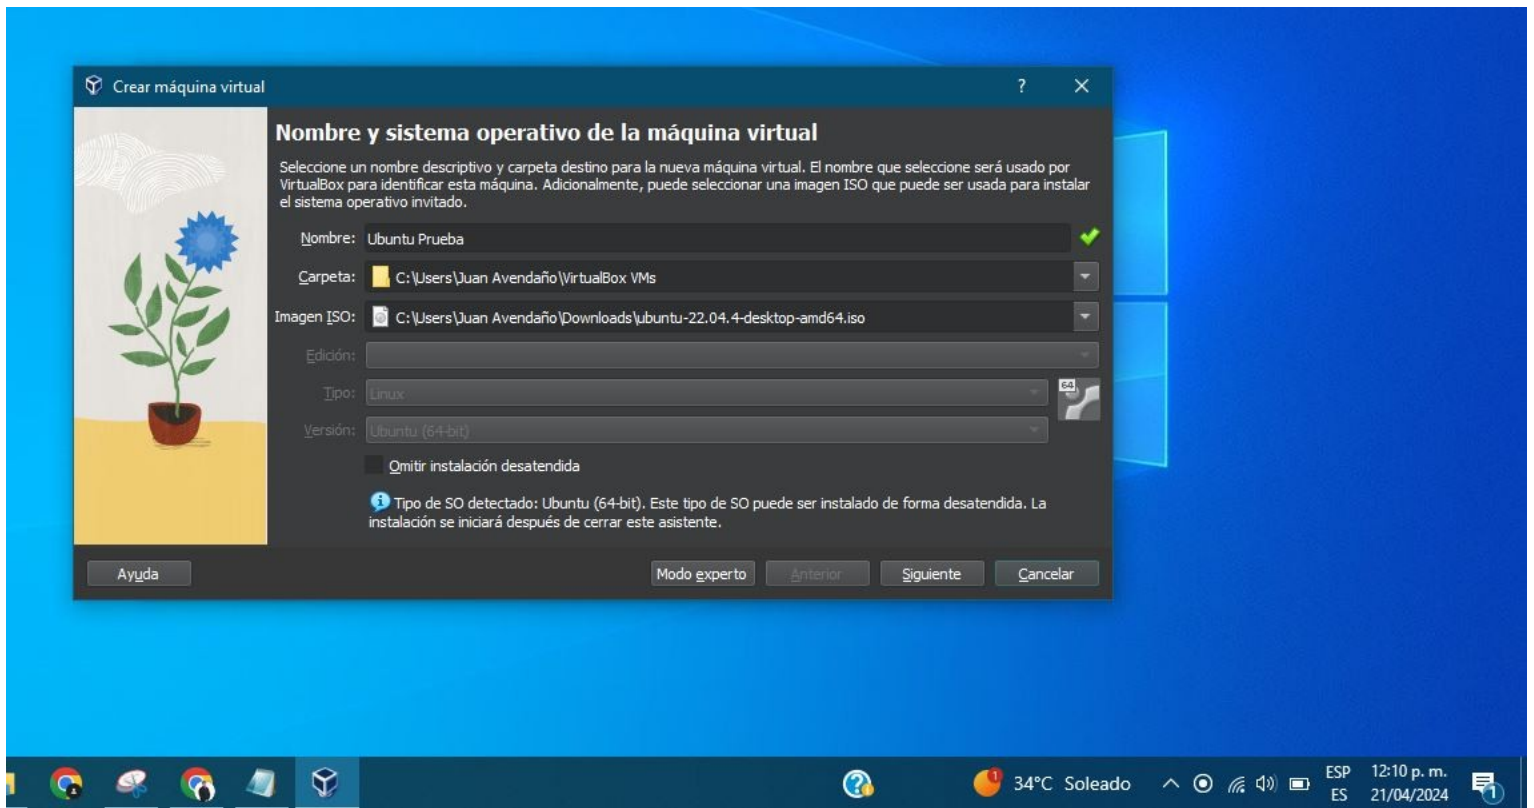 Crear máquina virtual
?
Nombre y sistema operativo de la máquina virtual
Seleccione un nombre descriptivo y carpeta destino para la nueva máquina virtual. El nombre que seleccione será usado por
VirtualBox para identificar esta máquina. Adicionalmente, puede seleccionar una imagen ISO que puede ser usada para instalar
el sistema operativo invitado.
Nombre: Ubuntu Prueba
Carpeta: C:\Users\Juan Avendaño\VirtualBox VMs
Imagen ISO: C:\Users\Juan Avendaño\Downloads\ubuntu-22.04.4-desktop-amd64.iso
Edición:
Tipo: Linux 64
Versión: Ubuntu (64-bit)
Omitir instalación desatendida
Tipo de SO detectado: Ubuntu (64-bit). Este tipo de SO puede ser instalado de forma desatendida. La
instalación se iniciará después de cerrar este asistente.
Ayuda Modo experto Anterior Siguiente Cancelar
1 34°C Soleado ESP 12:10 p. m.
ES 21/04/2024 1